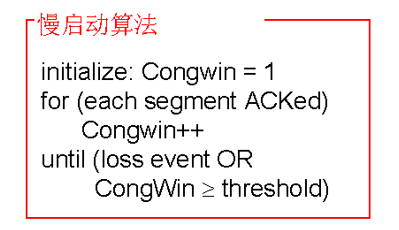 慢启动算法
initialize: Congwin = 1
for (each segment ACKed)
Congwin++
until (loss event OR
CongWin ≥ threshold)